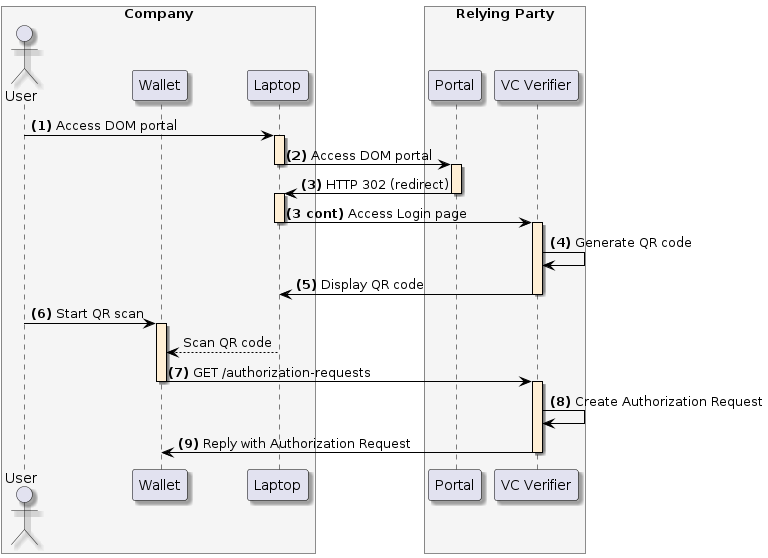 Company
Relying Party
User
Wallet
Laptop
Portal
VC Verifier
(1) Access DOM portal
(2) Access DOM portal
(3) HTTP 302 (redirect)
(3 cont) Access Login page
(4) Generate QR code
(5) Display QR code
(6) Start QR scan
Scan QR code
(7) GET /authorization-requests
(8) Create Authorization Request
(9) Reply with Authorization Request
User
Wallet
Laptop
Portal
VC Verifier